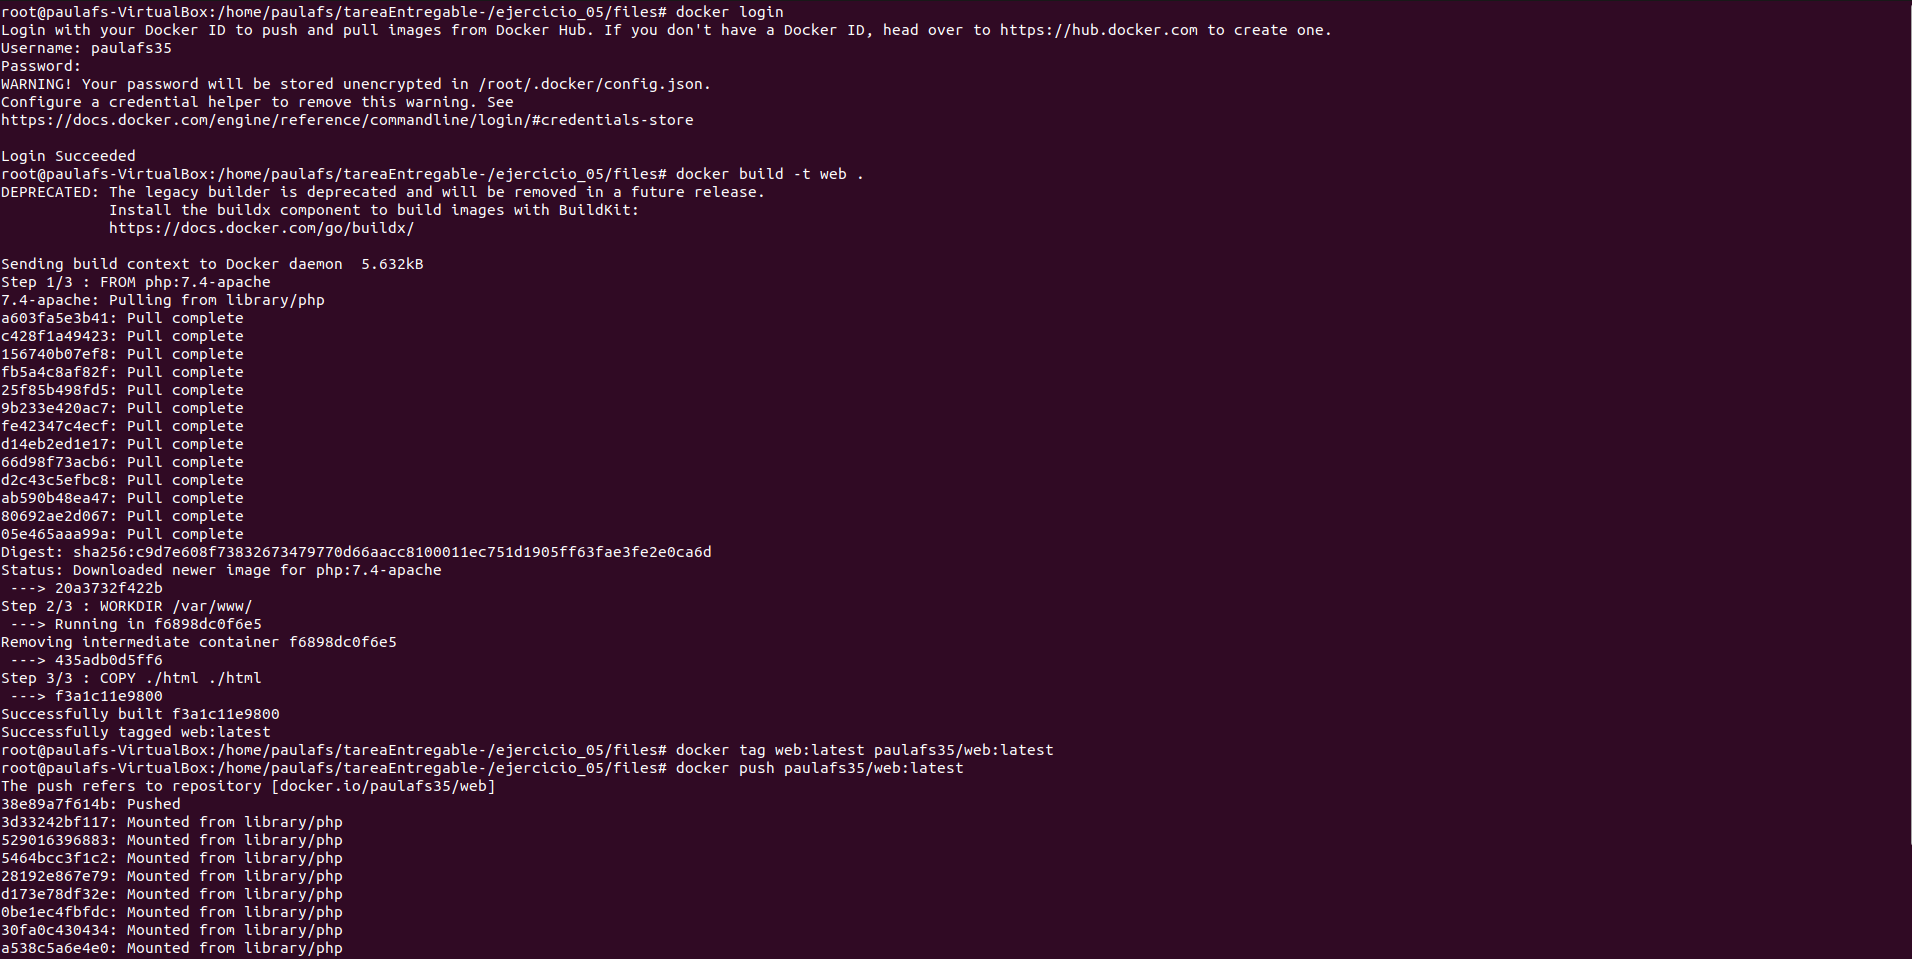 root@paulafs-VirtualBox:/home/paulafs/tareaEntregable-/ejercicio_05/files# docker login
Login with your Docker ID to push and pull images from Docker Hub. If you don't have a Docker ID, head over to https://hub.docker.com to create one.
Username: paulafs35
Password:
WARNING! Your password will be stored unencrypted in /root/.docker/config.json.
Configure a credential helper to remove this warning. See
https://docs.docker.com/engine/reference/commandline/login/#credentials-store

Login Succeeded
root@paulafs-VirtualBox:/home/paulafs/tareaEntregable-/ejercicio_05/files# docker build -t web .
DEPRECATED: The legacy builder is deprecated and will be removed in a future release.
            Install the buildx component to build images with BuildKit:
            https://docs.docker.com/go/buildx/

Sending build context to Docker daemon  5.632kB
Step 1/3 : FROM php:7.4-apache
7.4-apache: Pulling from library/php
a603fa5e3b41: Pull complete
c428f1a49423: Pull complete
156740b07ef8: Pull complete
fb5a4c8af82f: Pull complete
25f85b498fd5: Pull complete
9b233e420ac7: Pull complete
fe42347c4ecf: Pull complete
d14eb2ed1e17: Pull complete
66d98f73acb6: Pull complete
d2c43c5efbc8: Pull complete
ab590b48ea47: Pull complete
80692ae2d067: Pull complete
05e465aaa99a: Pull complete
Digest: sha256:c9d7e608f73832673479770d66aacc8100011ec751d1905ff63fae3fe2e0ca6d
Status: Downloaded newer image for php:7.4-apache
 ---> 20a3732f422b
Step 2/3 : WORKDIR /var/www/
 ---> Running in f6898dc0f6e5
Removing intermediate container f6898dc0f6e5
 ---> 435adb0d5ff6
Step 3/3 : COPY ./html ./html
 ---> f3a1c11e9800
Successfully built f3a1c11e9800
Successfully tagged web:latest
root@paulafs-VirtualBox:/home/paulafs/tareaEntregable-/ejercicio_05/files# docker tag web:latest paulafs35/web:latest
root@paulafs-VirtualBox:/home/paulafs/tareaEntregable-/ejercicio_05/files# docker push paulafs35/web:latest
The push refers to repository [docker.io/paulafs35/web]
38e89a7f614b: Pushed
3d33242bf117: Mounted from library/php
529016396883: Mounted from library/php
5464bcc3f1c2: Mounted from library/php
28192e867e79: Mounted from library/php
d173e78df32e: Mounted from library/php
0be1ec4fbfdc: Mounted from library/php
30fa0c430434: Mounted from library/php
a538c5a6e4e0: Mounted from library/php